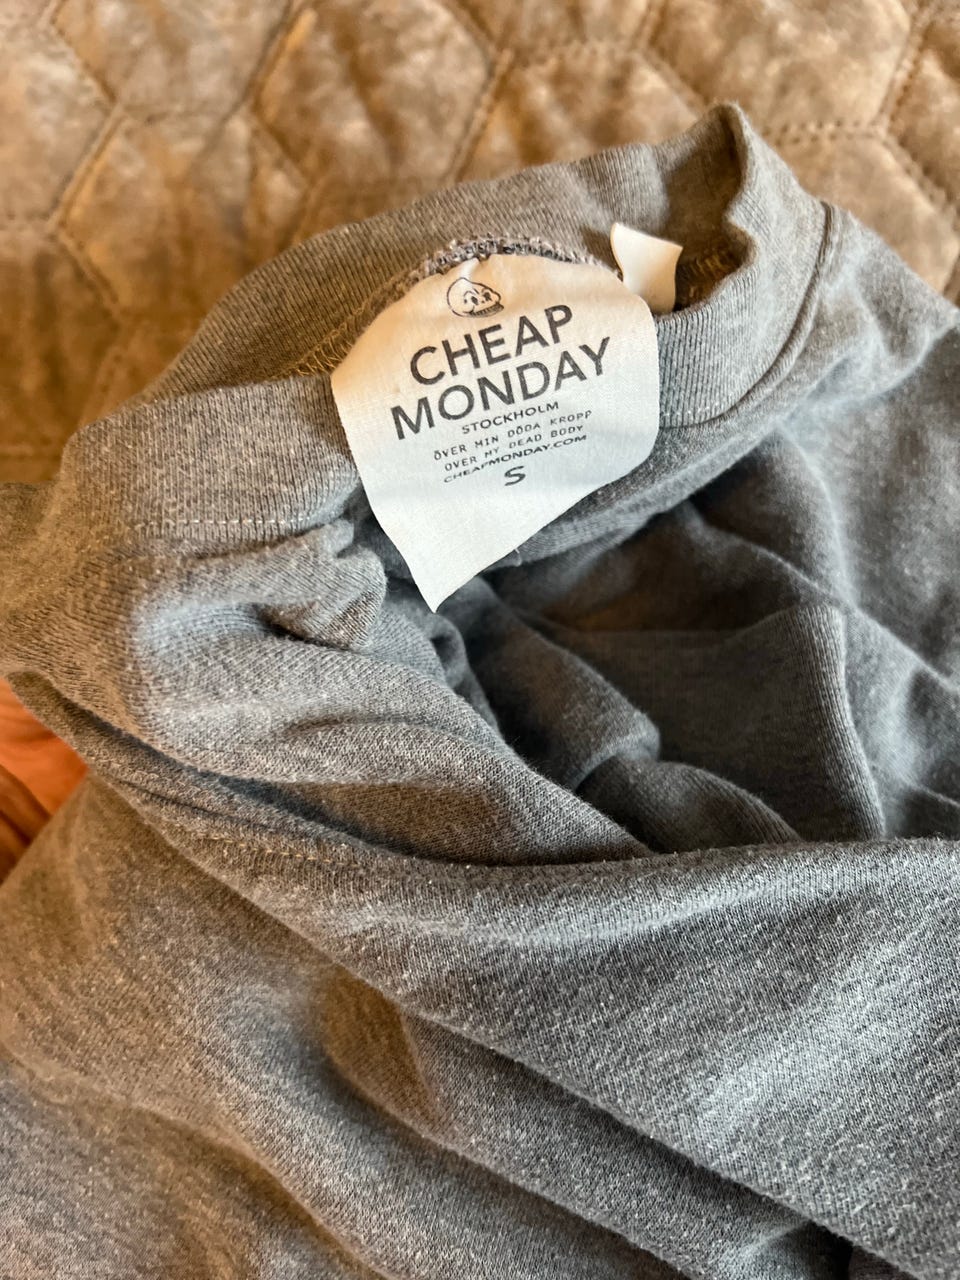 CHEAP
MONDAY
STOCKHOLM
ÖVER MIN DÖDA KROPP
OVER MY DEAD BODY
CHEAPMONDAY.COM
S